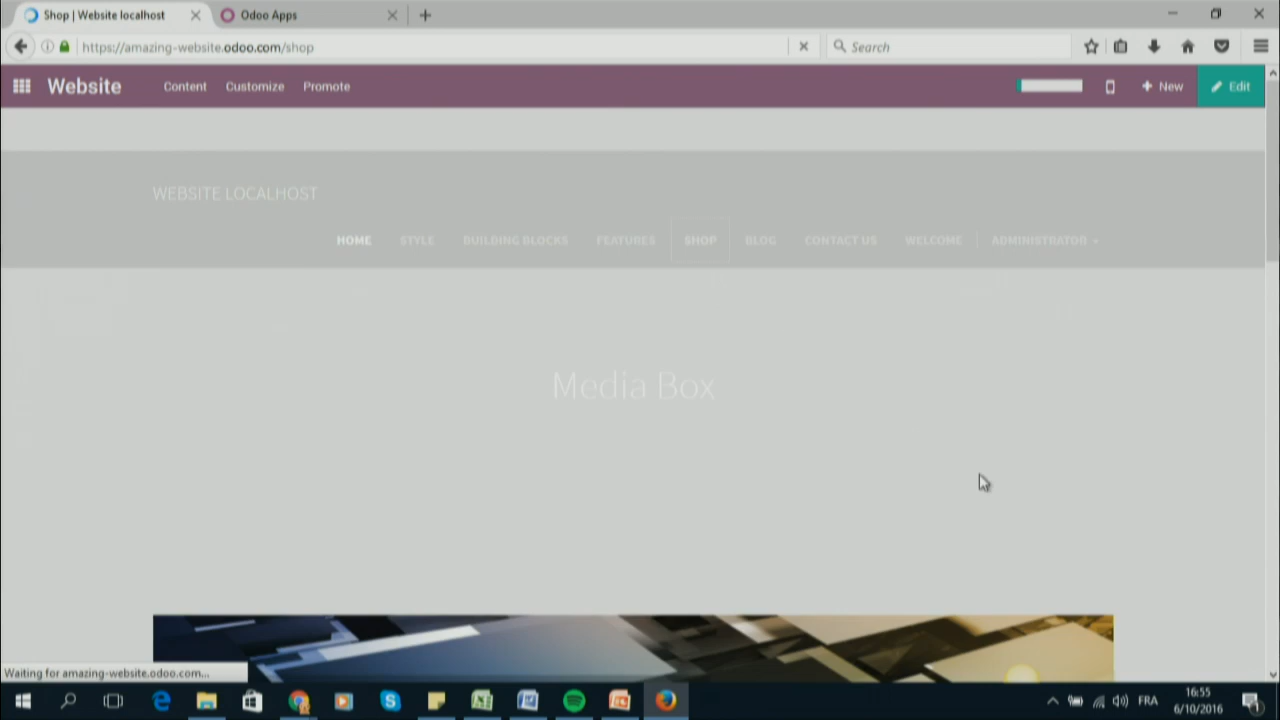 Shop | Website localhost
Odoo Apps
https://amazing-website.odoo.com/shop
Search
Website
Content
Customize
Promote
New
Edit
WEBSITE LOCALHOST
HOME
STYLE
BUILDING BLOCKS
FEATURES
SHOP
BLOG
CONTACT US
WELCOME
ADMINISTRATOR
Media Box
Waiting for amazing-website.odoo.com...
FRA
16:55
6/10/2016